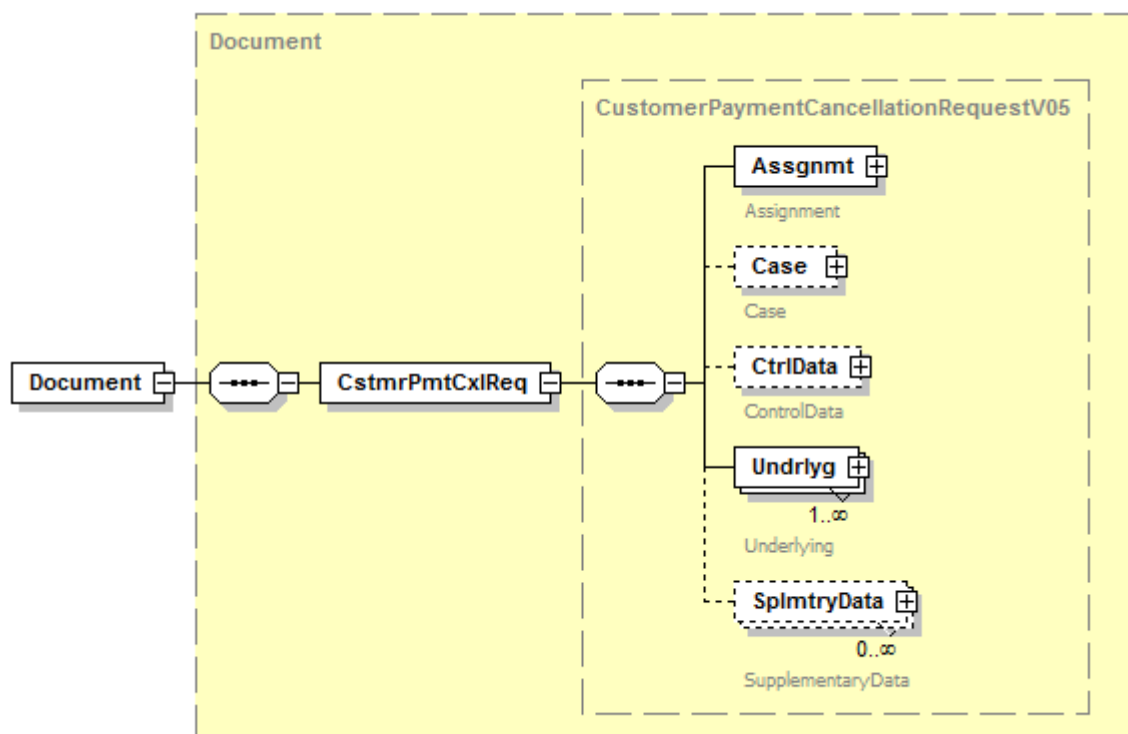 Document
CustomerPaymentCancellationRequestV05
Assgnmt
Assignment
Case
Case
Document
CstmrPmtCxlReq
CtrlData
ControlData
Undrlyg
1..∞
Underlying
SplmtryData
0..∞
SupplementaryData